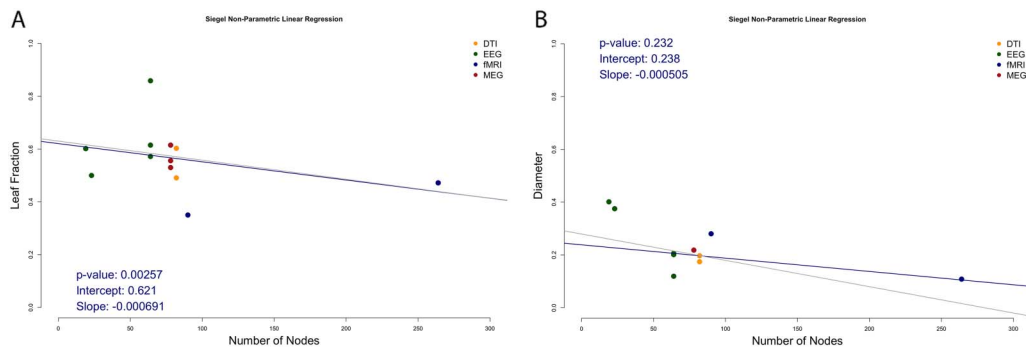 A
Siegel Non-Parametric Linear Regression
DTI
EEG
fMRI
MEG
Leaf Fraction
1.0
0.8
0.6
0.4
0.2
0.0
p-value: 0.00257
Intercept: 0.621
Slope: -0.000691
0 50 100 150 200 250 300
Number of Nodes
B
Siegel Non-Parametric Linear Regression
p-value: 0.232
Intercept: 0.238
Slope: -0.000505
DTI
EEG
fMRI
MEG
Diameter
1.0
0.8
0.6
0.4
0.2
0.0
0 50 100 150 200 250 300
Number of Nodes